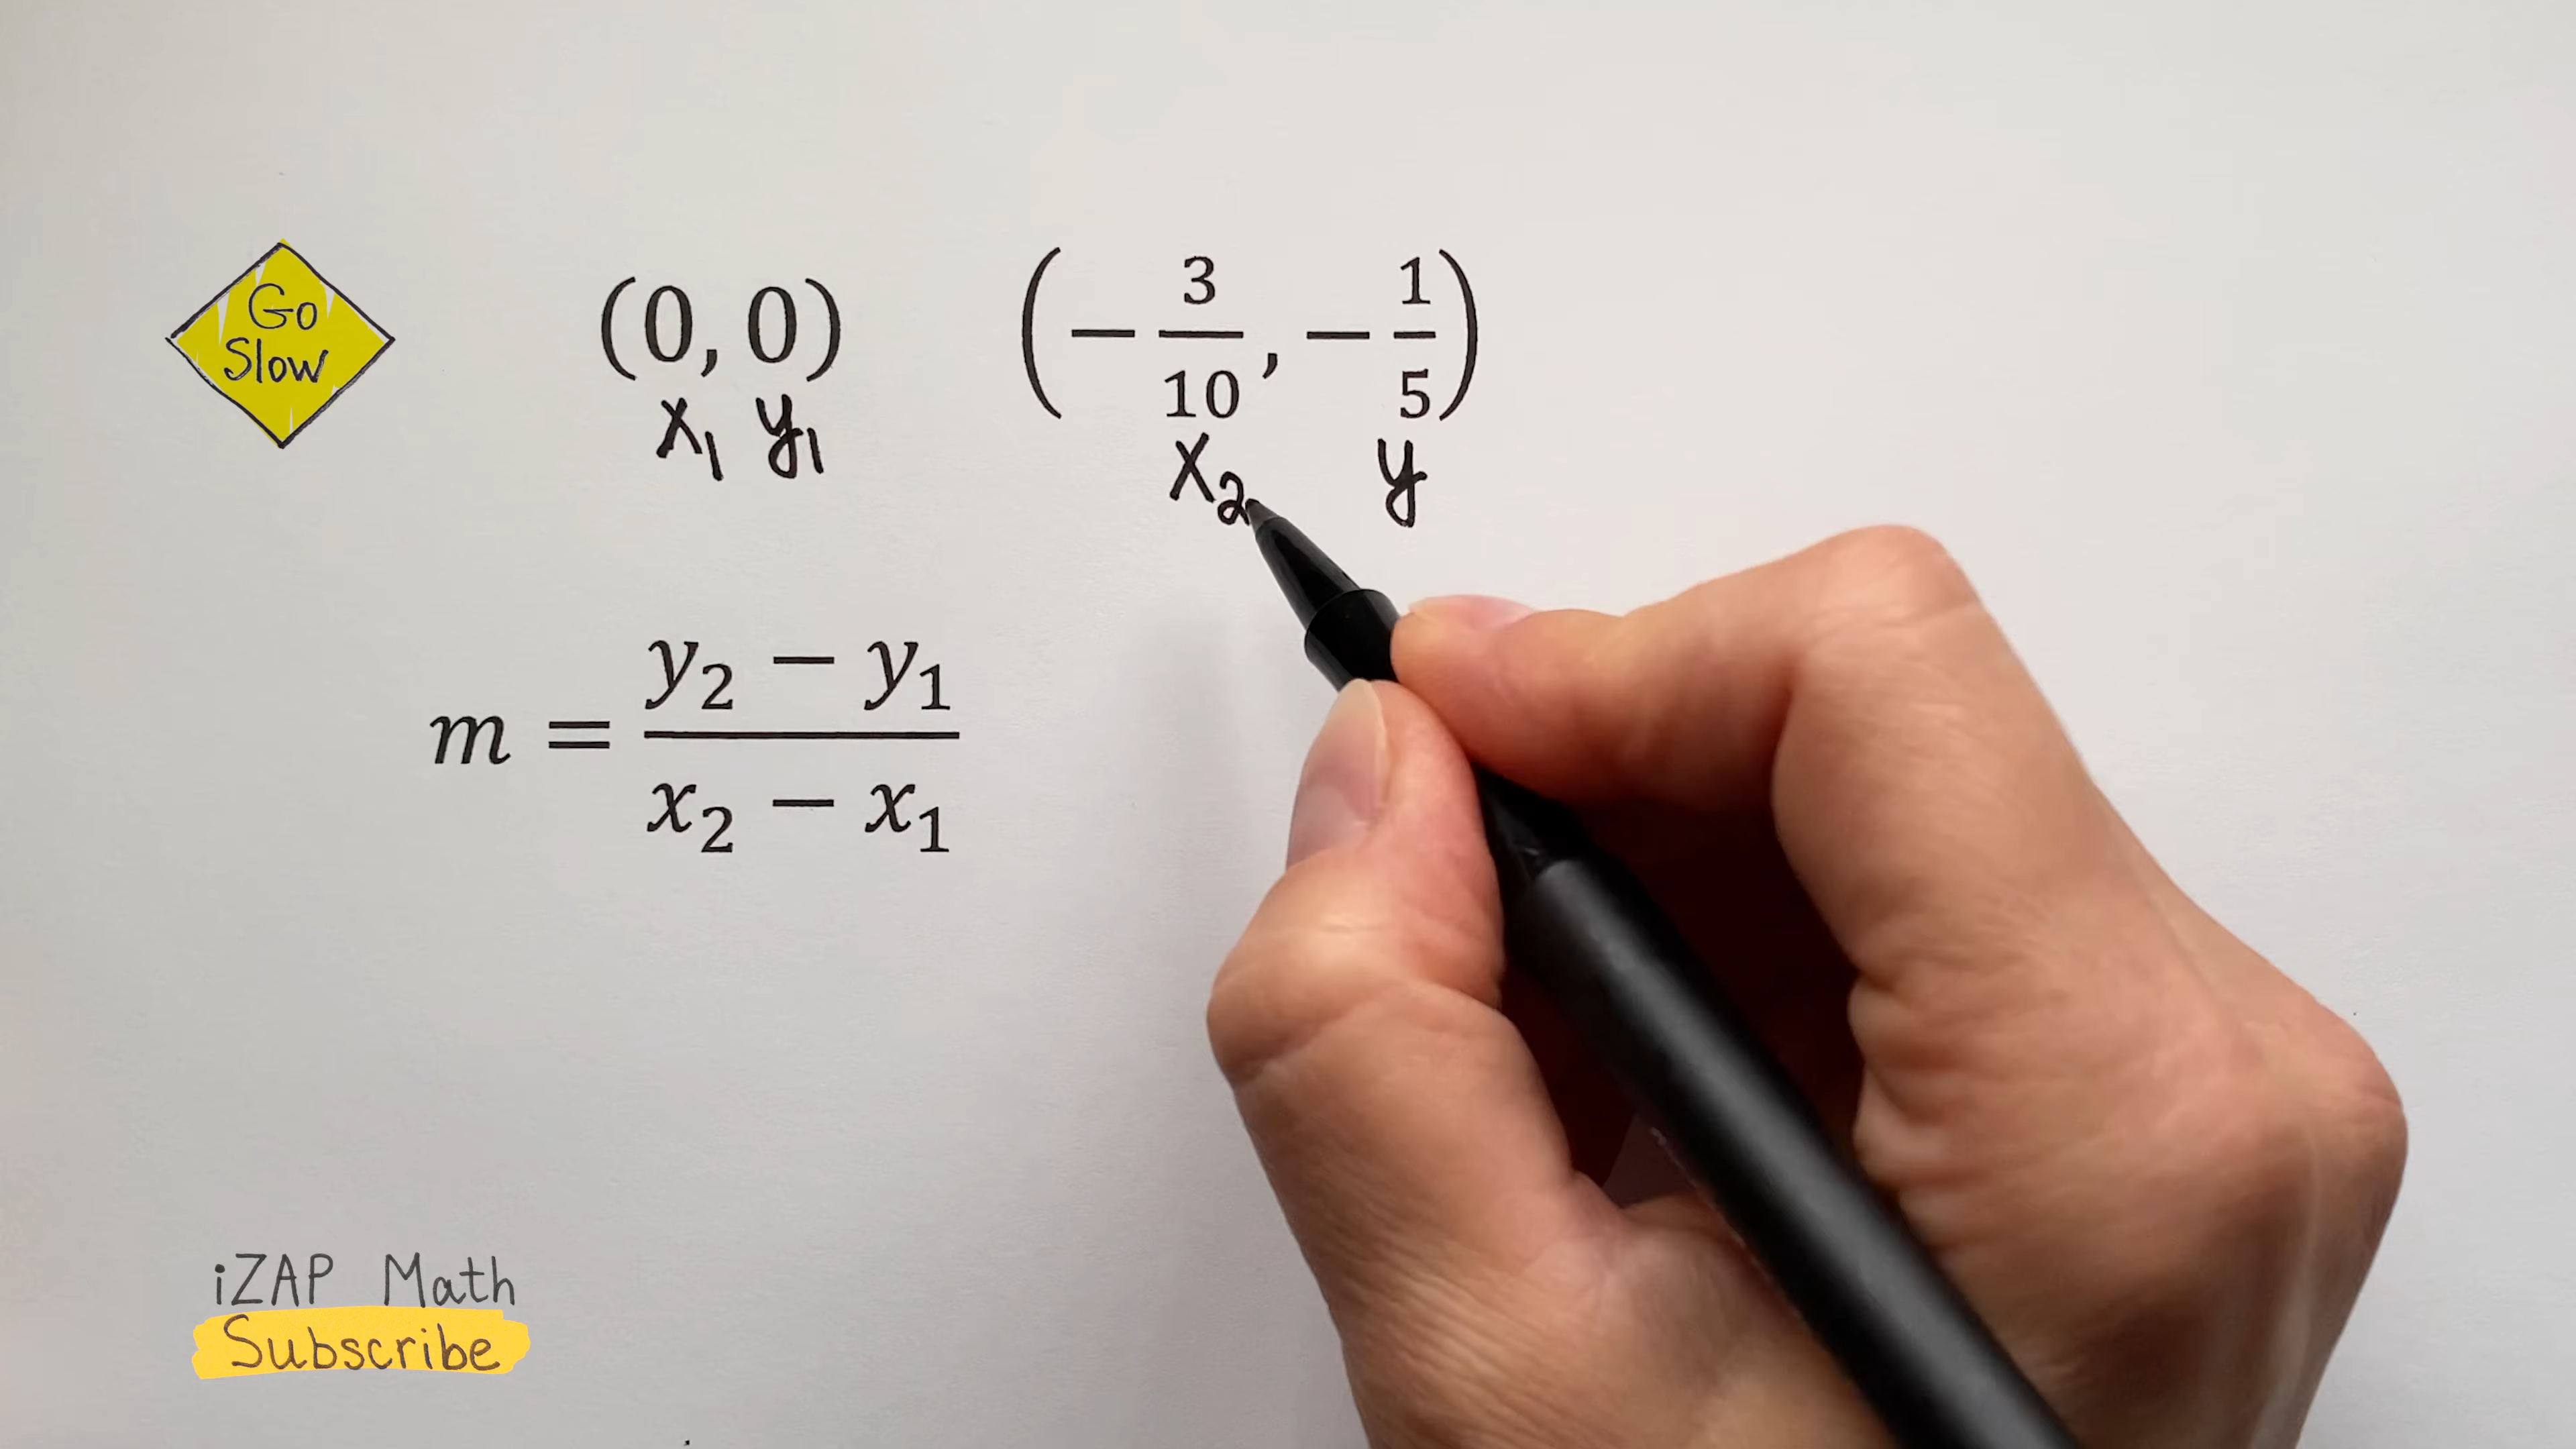 Go
Slow
(0, 0) (-3/10, -1/5)
x₁ y₁ x₂ y
m = (y₂ - y₁)/(x₂ - x₁)
iZAP Math
Subscribe